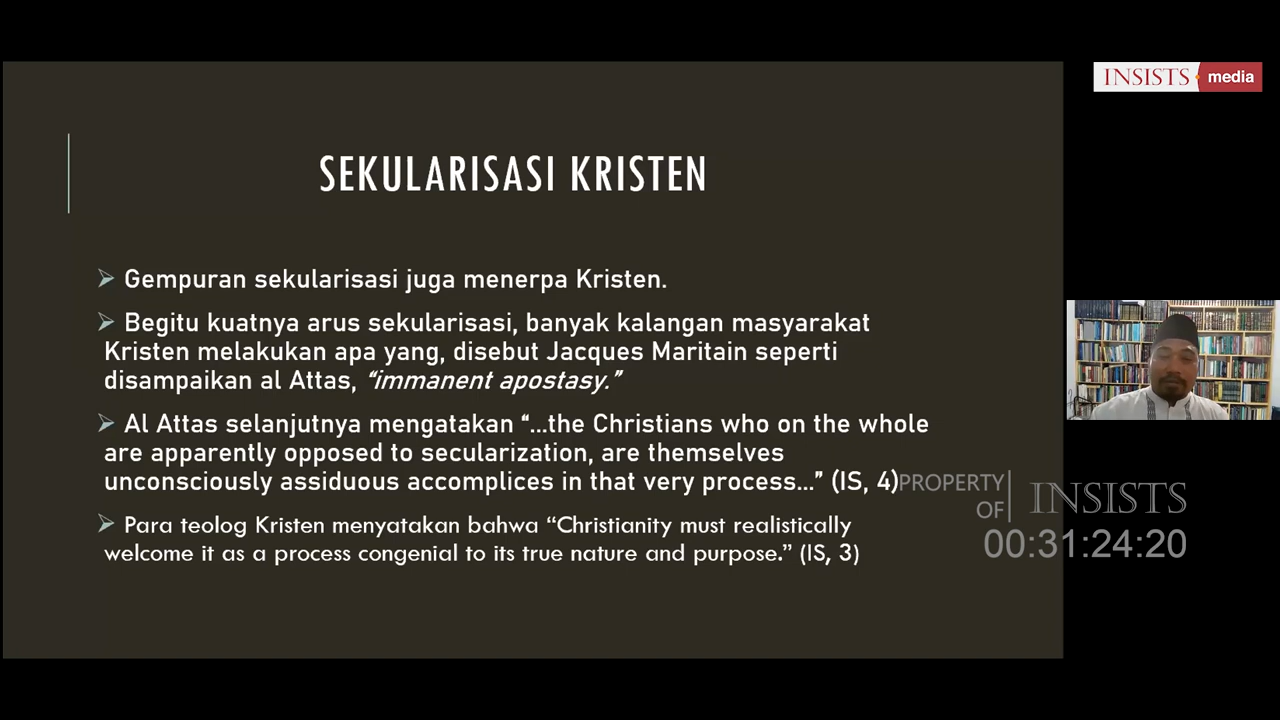 INSISTS media
SEKULARISASI KRISTEN
➢ Gempuran sekularisasi juga menerpa Kristen.
➢ Begitu kuatnya arus sekularisasi, banyak kalangan masyarakat
Kristen melakukan apa yang, disebut Jacques Maritain seperti
disampaikan al Attas, “immanent apostasy.”
➢ Al Attas selanjutnya mengatakan “...the Christians who on the whole
are apparently opposed to secularization, are themselves
unconsciously assiduous accomplices in that very process...” (IS, 4)
➢ Para teolog Kristen menyatakan bahwa “Christianity must realistically
welcome it as a process congenial to its true nature and purpose.” (IS, 3)
PROPERTY
OF
INSISTS
00:31:24:20